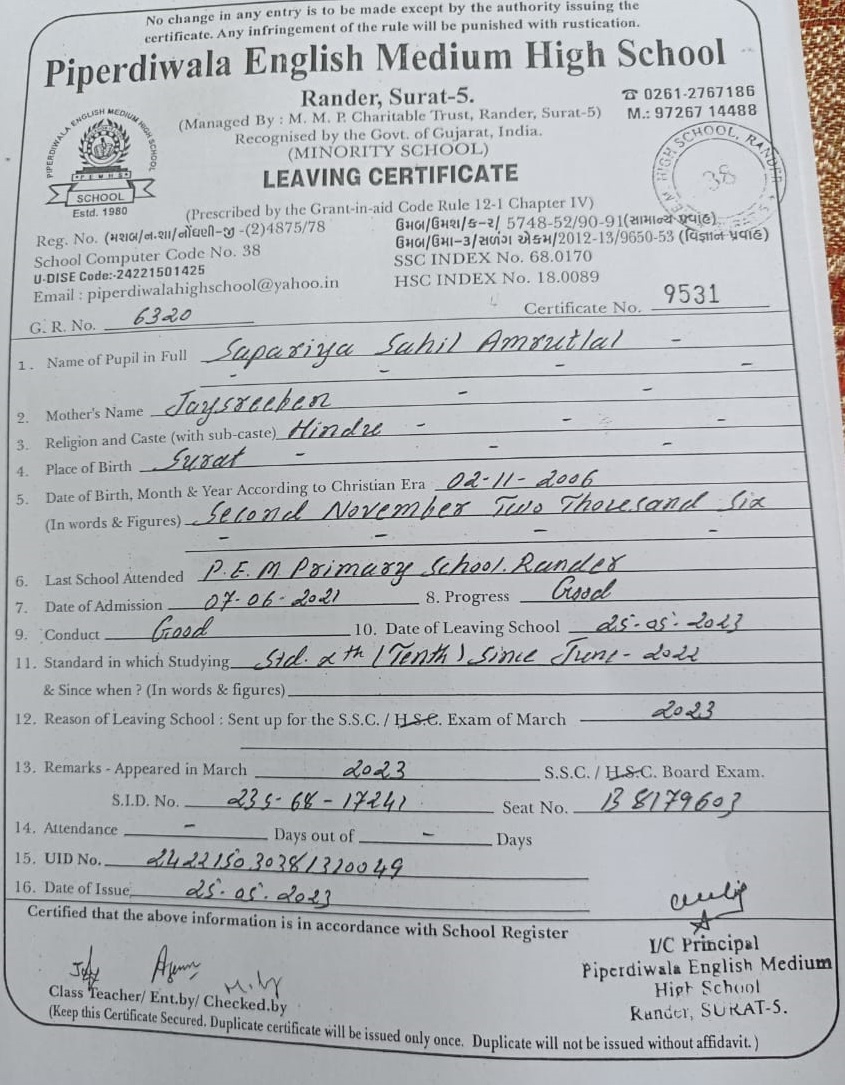 No change in any entry is to be made except by the authority issuing the
certificate. Any infringement of the rule will be punished with rustication.
Piperdiwala English Medium High School
Rander, Surat-5.
☎ 0261-2767186
(Managed By : M. M. P. Charitable Trust, Rander, Surat-5) M.: 97267 14488
Recognised by the Govt. of Gujarat, India.
(MINORITY SCHOOL)
LEAVING CERTIFICATE
PIPERDIWALA ENGLISH MEDIUM HIGH SCHOOL
P E M H S
SCHOOL
Estd. 1980
HIGH SCHOOL, RANDER
38
(Prescribed by the Grant-in-aid Code Rule 12-1 Chapter IV)
Reg. No. (મશબ/ન.શા/નોંધણી-જી -(2)4875/78
ઉમબ/ઉમશ/ક-૨/ 5748-52/90-91(સામાન્ય પ્રવાહ)
School Computer Code No. 38
ઉમબ/ઉમા-૩/સળંગ એકમ/2012-13/9650-53 (વિજ્ઞાન પ્રવાહ)
U-DISE Code:-24221501425
SSC INDEX No. 68.0170
Email : piperdiwalahighschool@yahoo.in
HSC INDEX No. 18.0089
G. R. No. 6320
Certificate No. 9531
1. Name of Pupil in Full Sapariya Sahil Amrutlal -
- - - -
2. Mother's Name Jaysreeben - -
3. Religion and Caste (with sub-caste) Hindu - - -
4. Place of Birth Surat - - -
5. Date of Birth, Month & Year According to Christian Era 02-11-2006
(In words & Figures) Second November Two Thousand Six
- - - -
6. Last School Attended P.E.M Primary School. Rander
7. Date of Admission 07-06-2021 8. Progress Good
9. Conduct Good 10. Date of Leaving School 25-05-2023
11. Standard in which Studying Std. xth (Tenth) since June-2022
& Since when ? (In words & figures)
12. Reason of Leaving School : Sent up for the S.S.C. / H.S.C. Exam of March 2023
13. Remarks - Appeared in March 2023 S.S.C. / H.S.C. Board Exam.
S.I.D. No. 235-68-17241 Seat No. B 8179603
14. Attendance - Days out of - Days
15. UID No. 242215030381310049
16. Date of Issue 25-05-2023
Certified that the above information is in accordance with School Register
I/C Principal
Piperdiwala English Medium
High School
Rander, SURAT-5.
Class Teacher/ Ent.by/ Checked.by
(Keep this Certificate Secured. Duplicate certificate will be issued only once. Duplicate will not be issued without affidavit. )